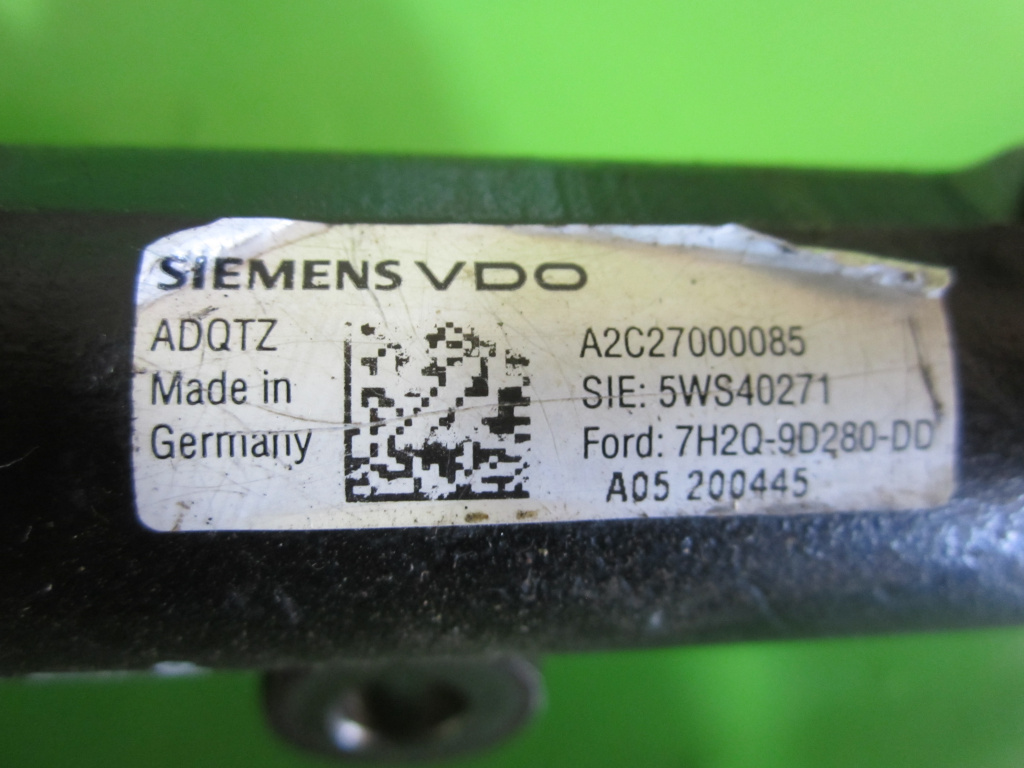 SIEMENS VDO
ADQTZ
Made in
Germany
A2C27000085
SIE: 5WS40271
Ford: 7H2Q-9D280-DD
A05 200445